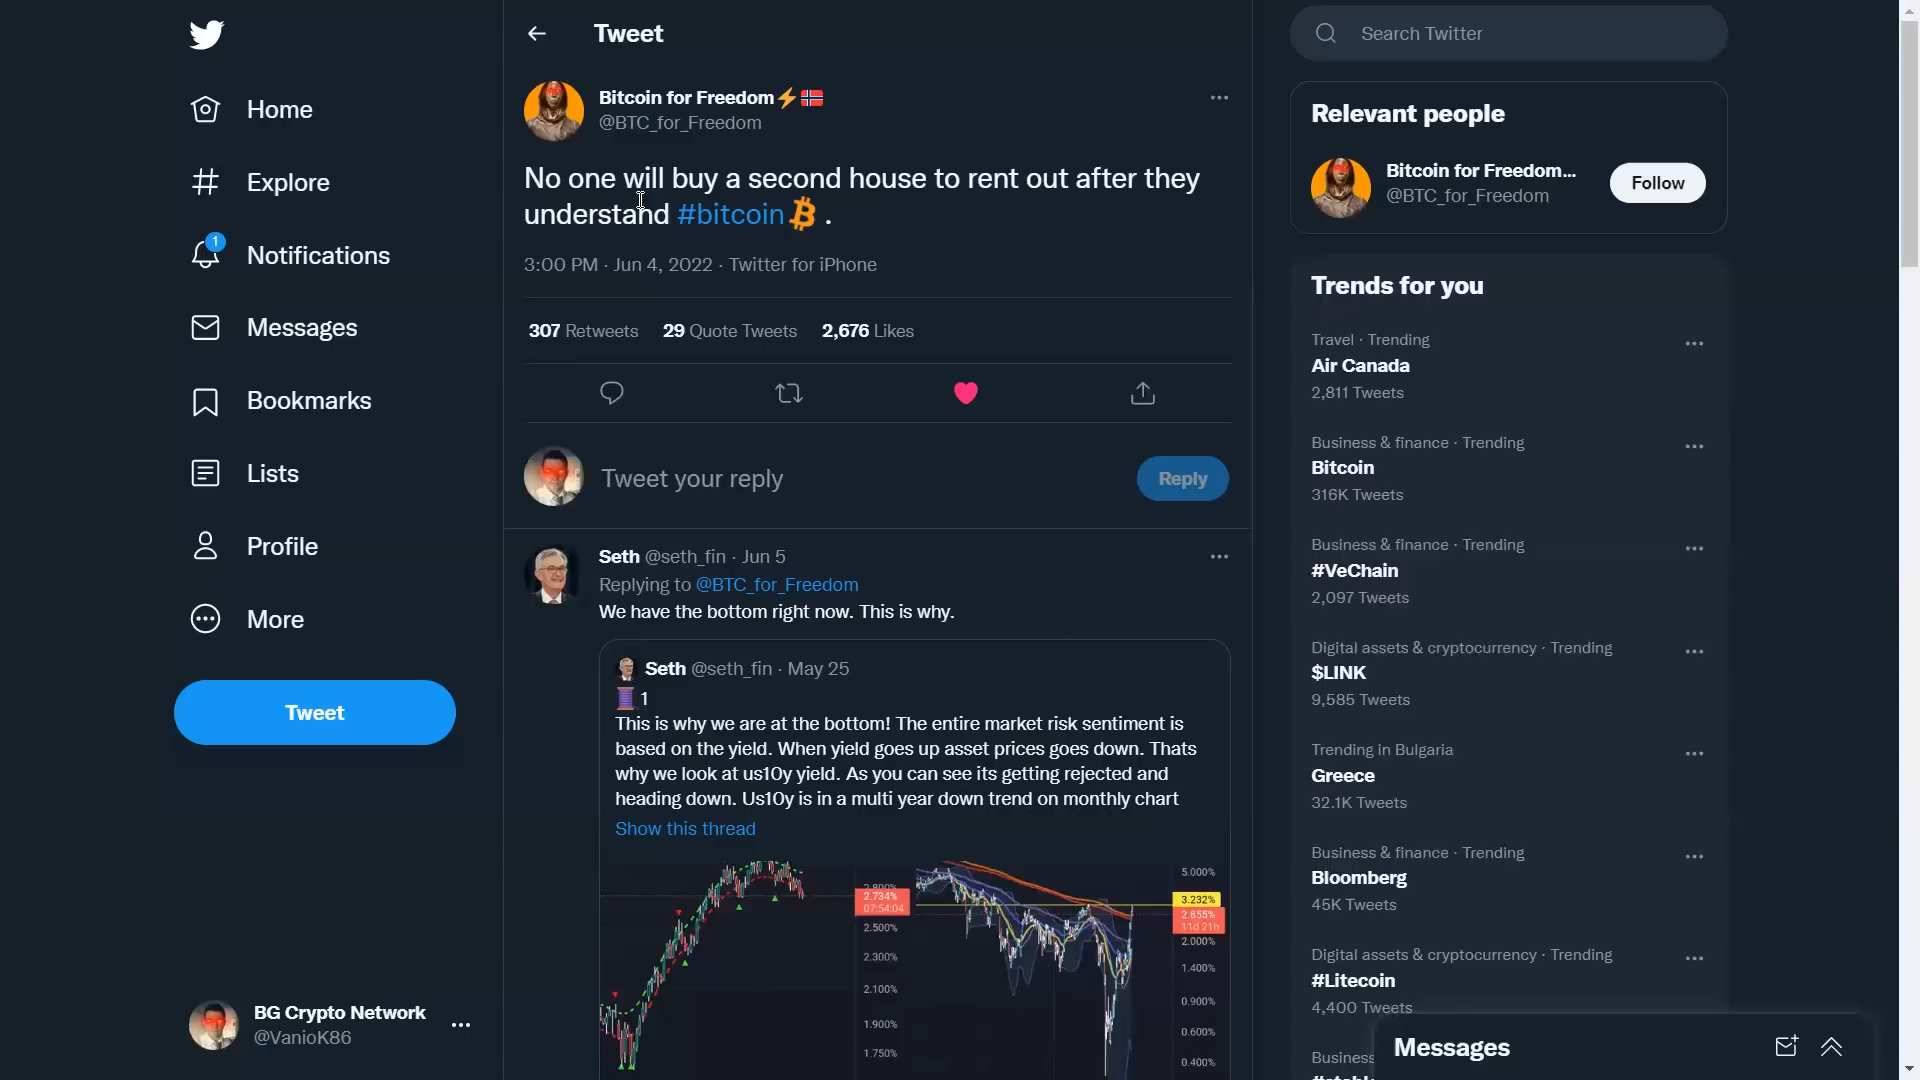 Home
Explore
1
Notifications
Messages
Bookmarks
Lists
Profile
More
Tweet
BG Crypto Network
@VanioK86
Tweet
Bitcoin for Freedom⚡🇳🇴
@BTC_for_Freedom
No one will buy a second house to rent out after they
understand #bitcoin .
3:00 PM · Jun 4, 2022 · Twitter for iPhone
307 Retweets 29 Quote Tweets 2,676 Likes
Tweet your reply
Reply
Seth @seth_fin · Jun 5
Replying to @BTC_for_Freedom
We have the bottom right now. This is why.
Seth @seth_fin · May 25
🧵1
This is why we are at the bottom! The entire market risk sentiment is
based on the yield. When yield goes up asset prices goes down. Thats
why we look at us10y yield. As you can see its getting rejected and
heading down. Us10y is in a multi year down trend on monthly chart
Show this thread
2.734%
07:54:04
2.500%
2.300%
2.100%
1.900%
1.750%
5.000%
3.232%
2.855%
11d 21h
2.000%
1.400%
0.900%
0.600%
0.400%
Search Twitter
Relevant people
Bitcoin for Freedom...
@BTC_for_Freedom
Follow
Trends for you
Travel · Trending
Air Canada
2,811 Tweets
Business & finance · Trending
Bitcoin
316K Tweets
Business & finance · Trending
#VeChain
2,097 Tweets
Digital assets & cryptocurrency · Trending
$LINK
9,585 Tweets
Trending in Bulgaria
Greece
32.1K Tweets
Business & finance · Trending
Bloomberg
45K Tweets
Digital assets & cryptocurrency · Trending
#Litecoin
4,400 Tweets
Business
Messages